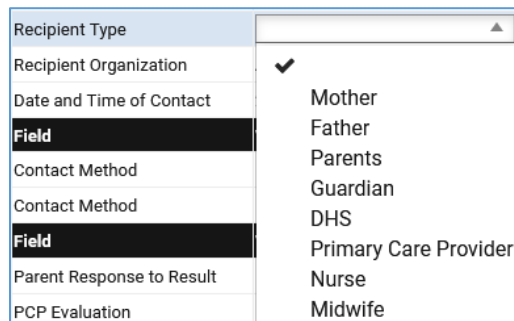 Recipient Type
Recipient Organization
Date and Time of Contact
Field
Contact Method
Contact Method
Field
Parent Response to Result
PCP Evaluation
Mother
Father
Parents
Guardian
DHS
Primary Care Provider
Nurse
Midwife